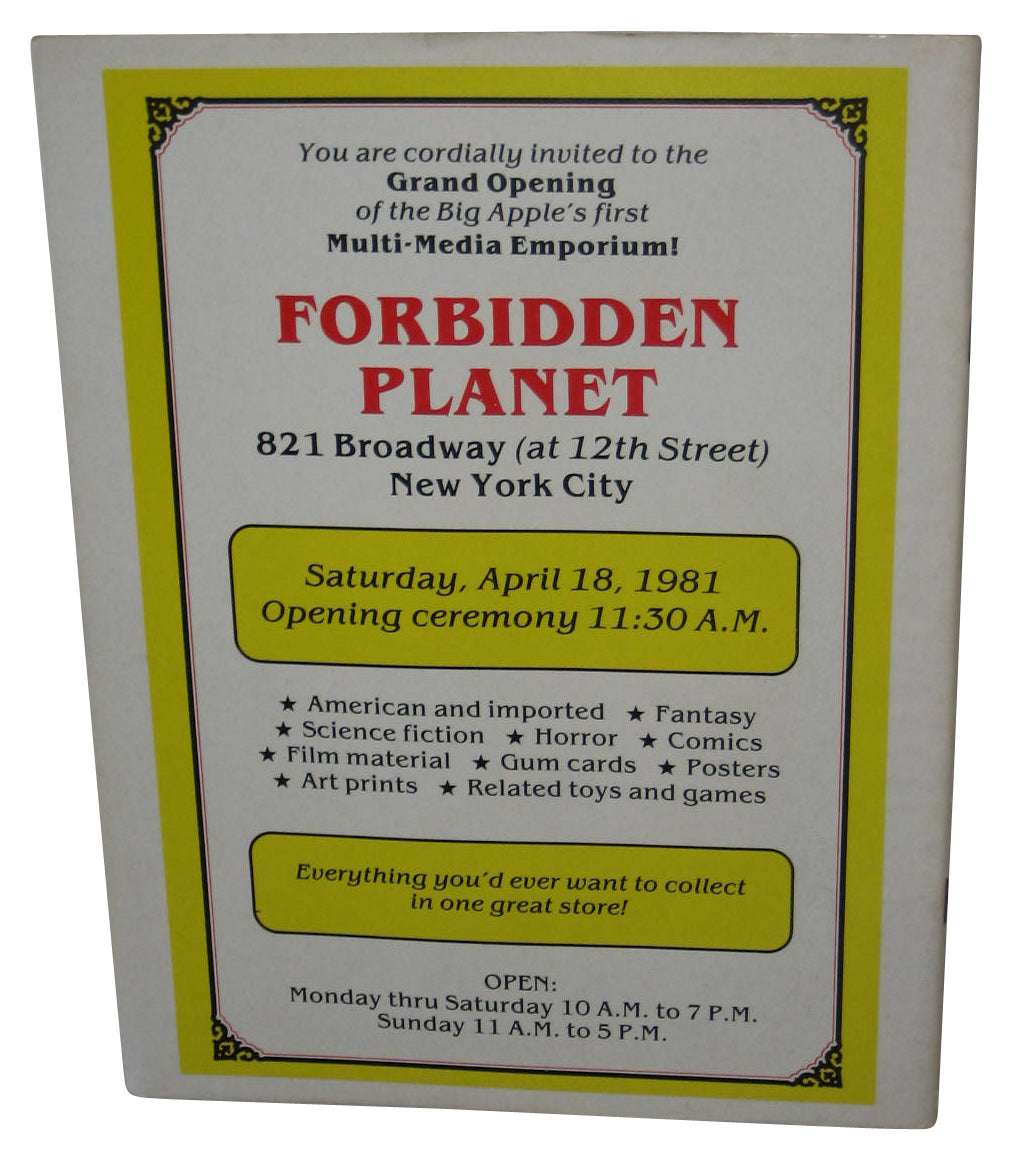 You are cordially invited to the
Grand Opening
of the Big Apple's first
Multi-Media Emporium!
FORBIDDEN
PLANET
821 Broadway (at 12th Street)
New York City
Saturday, April 18, 1981
Opening ceremony 11:30 A.M.
★ American and imported ★ Fantasy
★ Science fiction ★ Horror ★ Comics
★ Film material ★ Gum cards ★ Posters
★ Art prints ★ Related toys and games
Everything you'd ever want to collect
in one great store!
OPEN:
Monday thru Saturday 10 A.M. to 7 P.M.
Sunday 11 A.M. to 5 P.M.